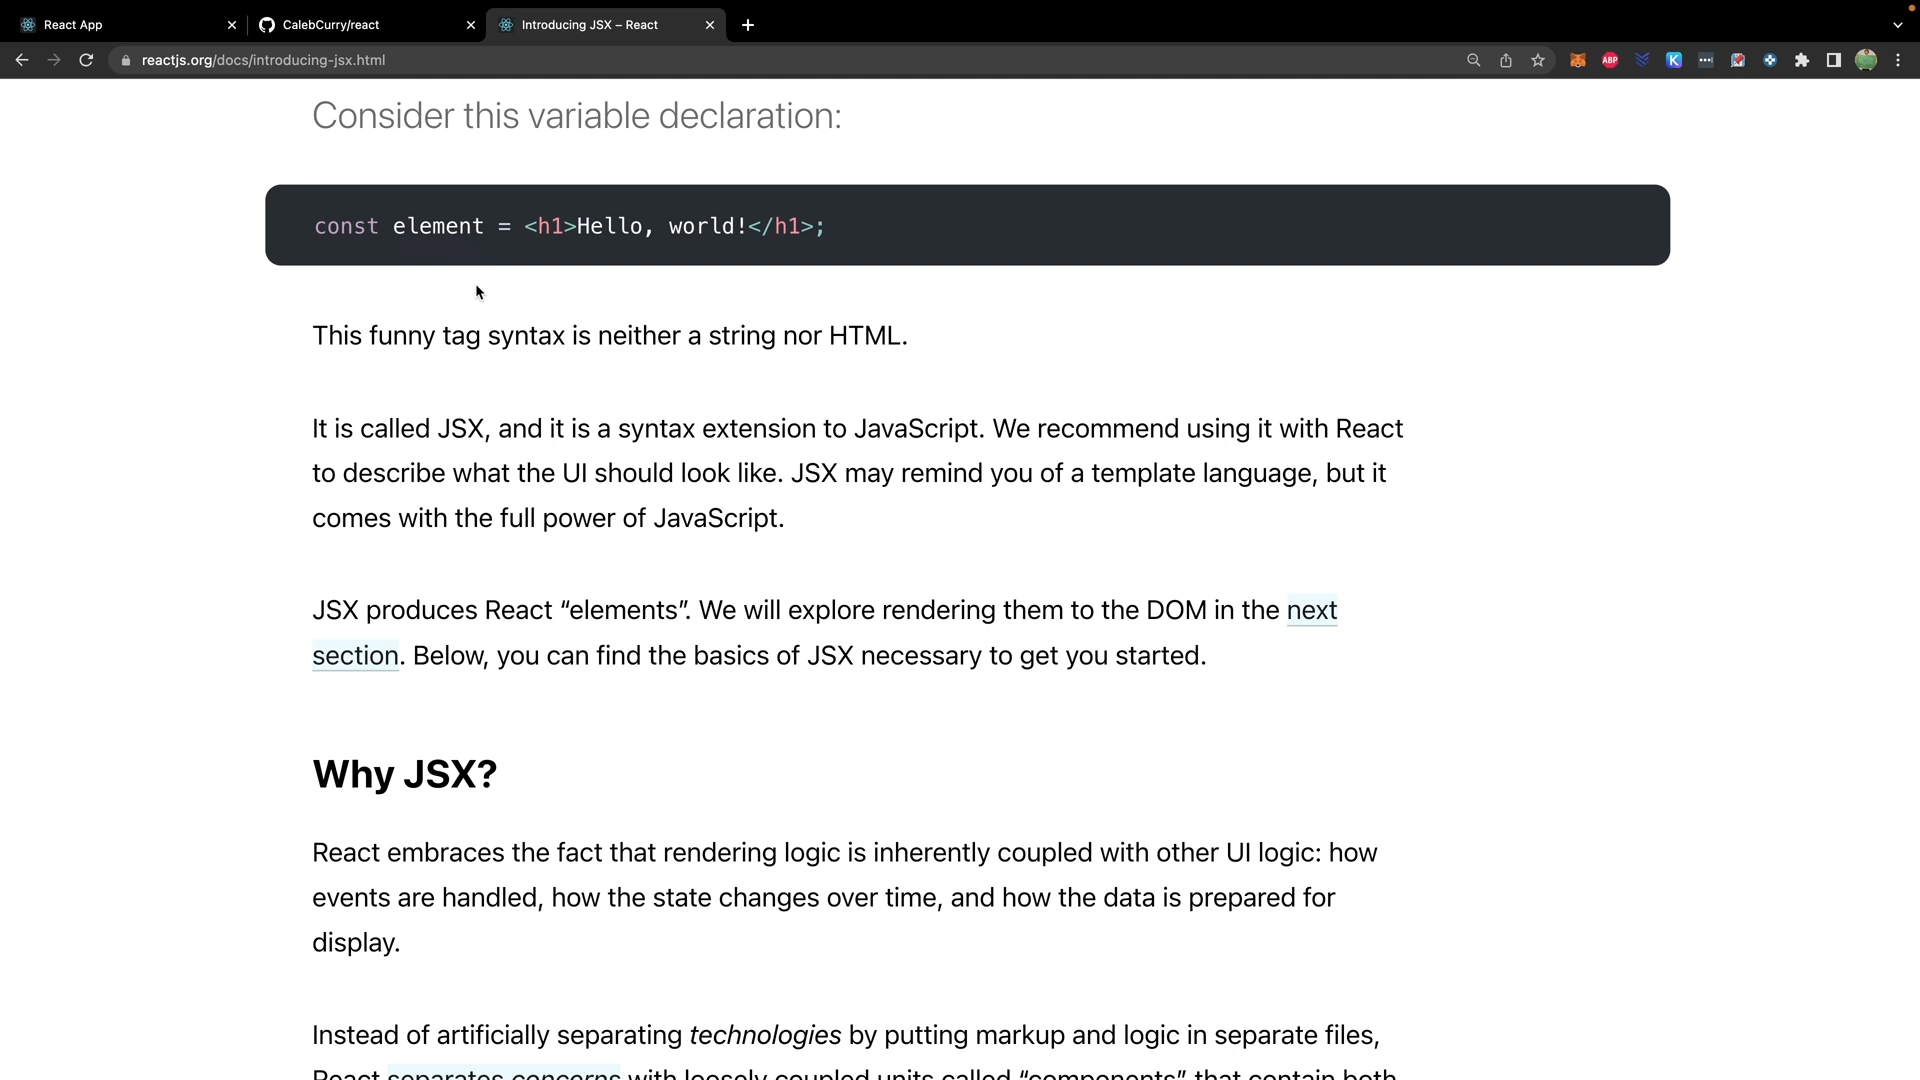 React App
CalebCurry/react
Introducing JSX – React
reactjs.org/docs/introducing-jsx.html
ABP
K
Consider this variable declaration:
const element = <h1>Hello, world!</h1>;
This funny tag syntax is neither a string nor HTML.
It is called JSX, and it is a syntax extension to JavaScript. We recommend using it with React
to describe what the UI should look like. JSX may remind you of a template language, but it
comes with the full power of JavaScript.
JSX produces React “elements”. We will explore rendering them to the DOM in the next
section. Below, you can find the basics of JSX necessary to get you started.
Why JSX?
React embraces the fact that rendering logic is inherently coupled with other UI logic: how
events are handled, how the state changes over time, and how the data is prepared for
display.
Instead of artificially separating technologies by putting markup and logic in separate files,
React separates concerns with loosely coupled units called “components” that contain both